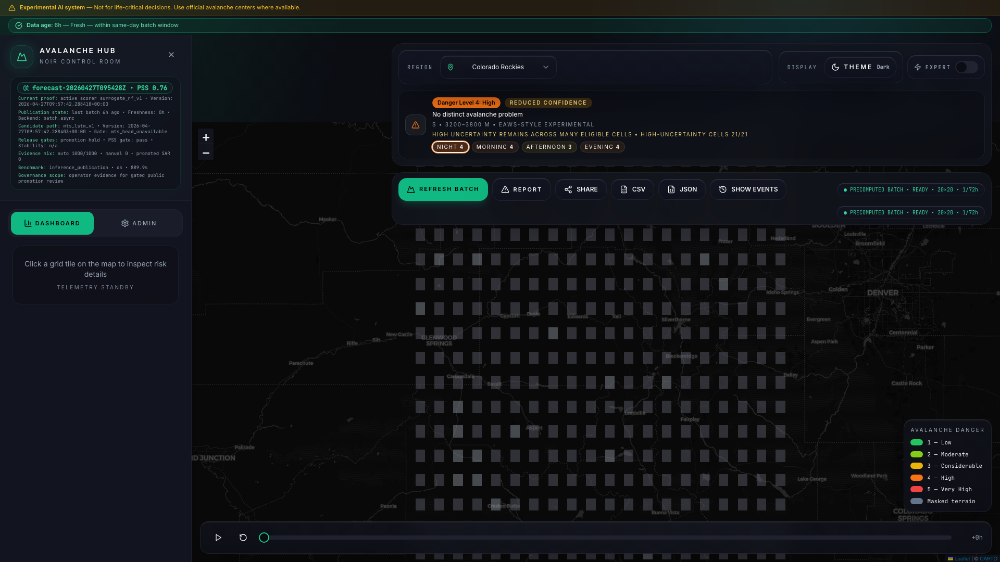 Experimental AI system — Not for life-critical decisions. Use official avalanche centers where available.
Data age: 6h — Fresh — within same-day batch window
AVALANCHE HUB
NOIR CONTROL ROOM
forecast-20260427T095428Z • PSS 0.76
Current proof: active scorer surrogate_rf_v1 • Version:
2026-04-27T09:57:42.288418+00:00
Publication state: last batch 6h ago • Freshness: 0h •
Backend: batch_async
Candidate path: mts_lstm_v1 • Version: 2026-04-
27T09:57:42.288403+00:00 • Gate: mts_head_unavailable
Release gates: promotion hold • PSS gate: pass •
Stability: n/a
Evidence mix: auto 1000/1000 • manual 0 • promoted SAR
0
Benchmark: inference_publication • ok • 889.9s
Governance scope: operator evidence for gated public
promotion review
DASHBOARD
ADMIN
Click a grid tile on the map to inspect risk
details
TELEMETRY STANDBY
REGION
Colorado Rockies
DISPLAY
THEME Dark
EXPERT
Danger Level 4: High
REDUCED CONFIDENCE
No distinct avalanche problem
S • 3200–3800 M • EAWS-STYLE EXPERIMENTAL
HIGH UNCERTAINTY REMAINS ACROSS MANY ELIGIBLE CELLS • HIGH-UNCERTAINTY CELLS 21/21
NIGHT 4
MORNING 4
AFTERNOON 3
EVENING 4
REFRESH BATCH
REPORT
SHARE
CSV
JSON
SHOW EVENTS
PRECOMPUTED BATCH • READY • 20×20 • 1/72h
PRECOMPUTED BATCH • READY • 20×20 • 1/72h
+
−
Meeker
BOULDER
Lochbuie
Louisville
Nederland
Fraser
Broomfield
Golden
Idaho Springs
DENVER
Gypsum
Eagle
Edwards
Vail
Silverthorne
Evergreen
New Castle
Silt
Rifle
GLENWOOD
SPRINGS
Centennial
Aspen Park
Parker
Breckenridge
Parachute
Carbondale
Basalt
Bailey
Castle Rock
Leadville
Fairplay
Aspen
Palisade
ND JUNCTION
Lake George
Woodland Park
Paonia
Crested Butte
Buena Vista
COLORADO
SPRINGS
AVALANCHE DANGER
1 — Low
2 — Moderate
3 — Considerable
4 — High
5 — Very High
Masked terrain
+0h
Leaflet | © CARTO